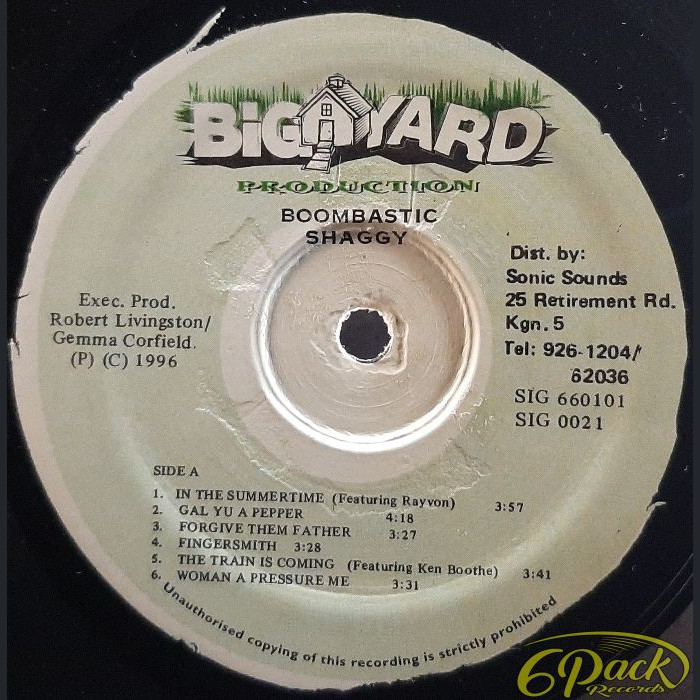 BiG YARD
PRODUCTION
BOOMBASTIC
SHAGGY
Exec. Prod.
Robert Livingston/
Gemma Corfield.
(P) (C) 1996
Dist. by:
Sonic Sounds
25 Retirement Rd.
Kgn. 5
Tel: 926-1204/
62036
SIG 660101
SIG 0021
SIDE A
1. IN THE SUMMERTIME (Featuring Rayvon) 3:57
2. GAL YU A PEPPER 4:18
3. FORGIVE THEM FATHER 3:27
4. FINGERSMITH 3:28
5. THE TRAIN IS COMING (Featuring Ken Boothe) 3:41
6. WOMAN A PRESSURE ME 3:31
Unauthorised copying of this recording is strictly prohibited
6Pack
Records